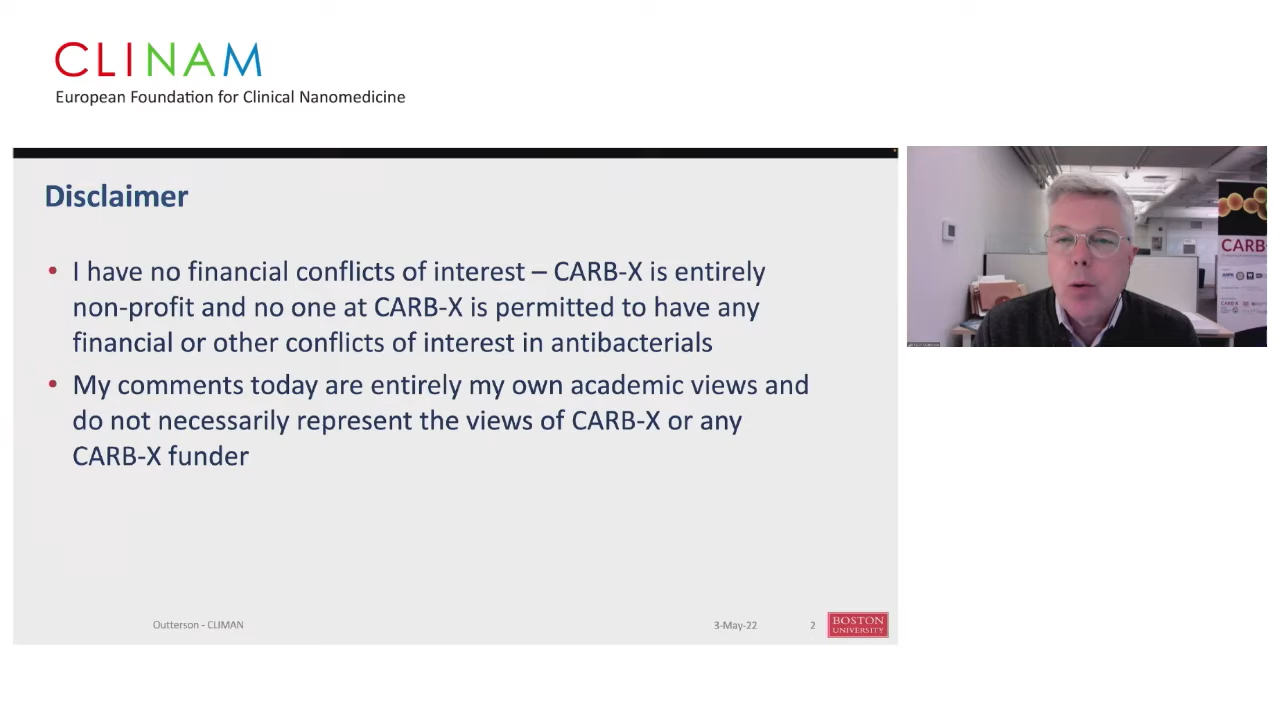 CLINAM
European Foundation for Clinical Nanomedicine
Disclaimer
• I have no financial conflicts of interest – CARB-X is entirely
non-profit and no one at CARB-X is permitted to have any
financial or other conflicts of interest in antibacterials
• My comments today are entirely my own academic views and
do not necessarily represent the views of CARB-X or any
CARB-X funder
CARB-
Outterson - CLIMAN
3-May-22
2
BOSTON
UNIVERSITY